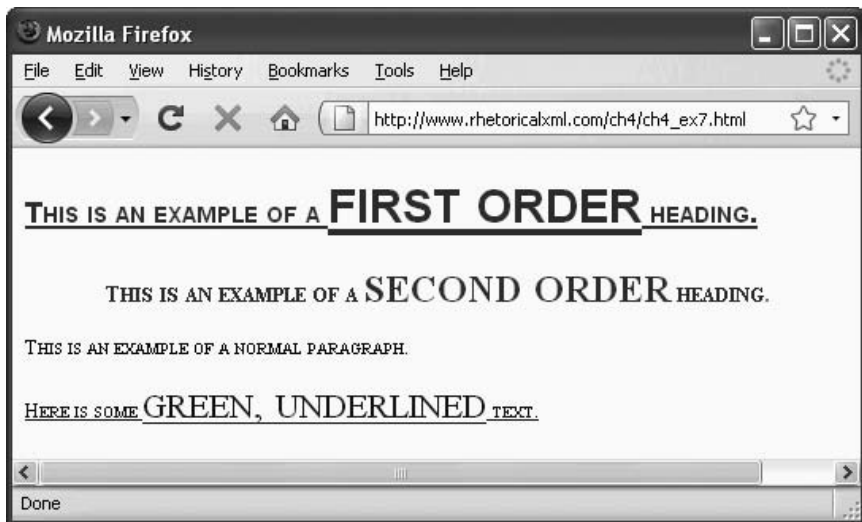 Mozilla Firefox
File Edit View History Bookmarks Tools Help
http://www.rhetoricalxml.com/ch4/ch4_ex7.html
This is an example of a FIRST ORDER heading.
This is an example of a SECOND ORDER heading.
This is an example of a normal paragraph.
Here is some GREEN, UNDERLINED text.
Done